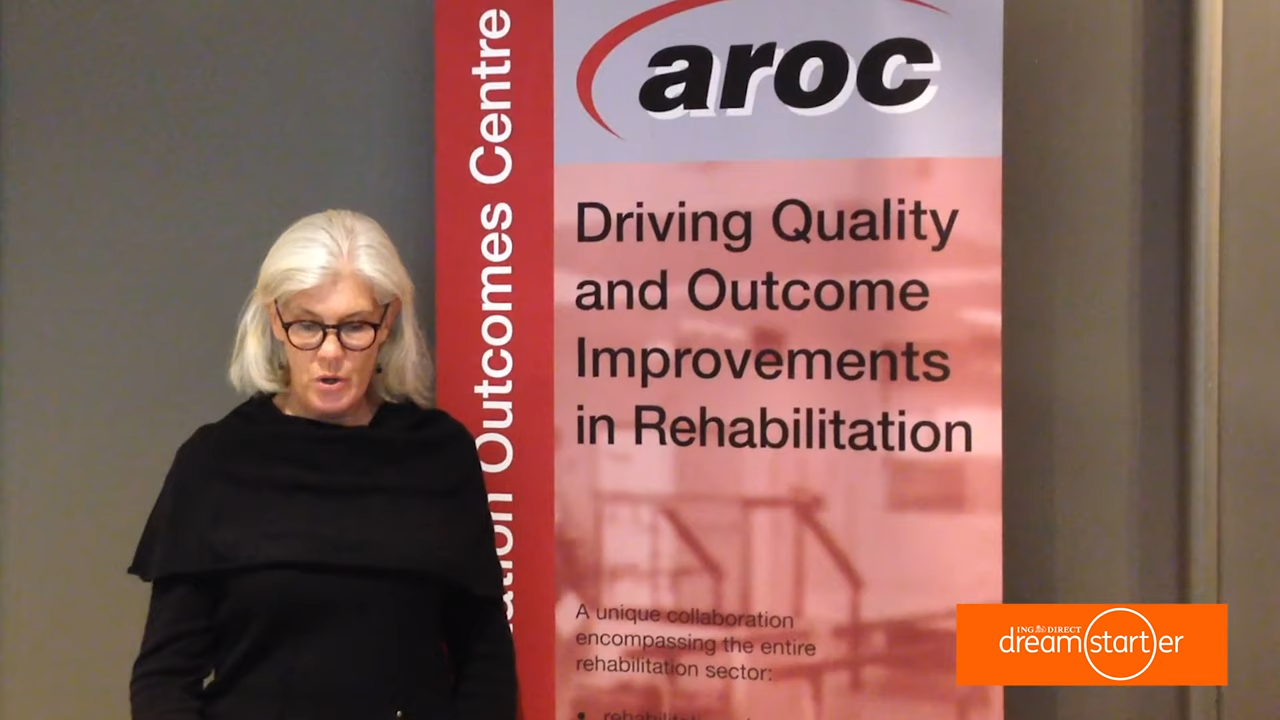 Outcomes Centre
aroc
Driving Quality
and Outcome
Improvements
in Rehabilitation
A unique collaboration
encompassing the entire
rehabilitation sector:
ING DIRECT
dreamstarter